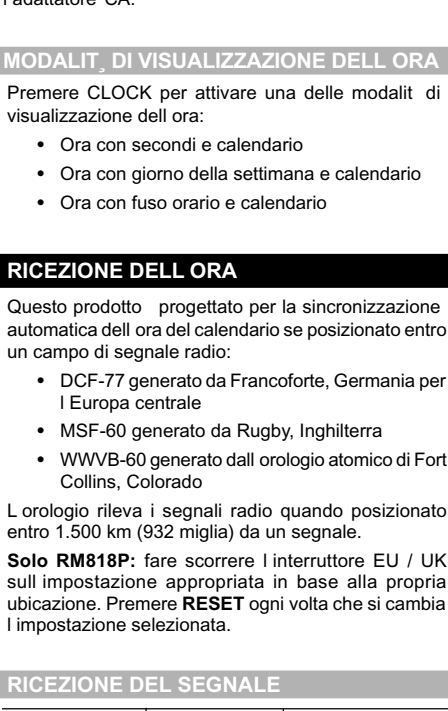 l adattatore CA.
MODALIT¸ DI VISUALIZZAZIONE DELL ORA
Premere CLOCK per attivare una delle modalit di
visualizzazione dell ora:
• Ora con secondi e calendario
• Ora con giorno della settimana e calendario
• Ora con fuso orario e calendario
RICEZIONE DELL ORA
Questo prodotto progettato per la sincronizzazione
automatica dell ora del calendario se posizionato entro
un campo di segnale radio:
• DCF-77 generato da Francoforte, Germania per
l Europa centrale
• MSF-60 generato da Rugby, Inghilterra
• WWVB-60 generato dall orologio atomico di Fort
Collins, Colorado
L orologio rileva i segnali radio quando posizionato
entro 1.500 km (932 miglia) da un segnale.
Solo RM818P: fare scorrere l interruttore EU / UK
sull impostazione appropriata in base alla propria
ubicazione. Premere RESET ogni volta che si cambia
l impostazione selezionata.
RICEZIONE DEL SEGNALE